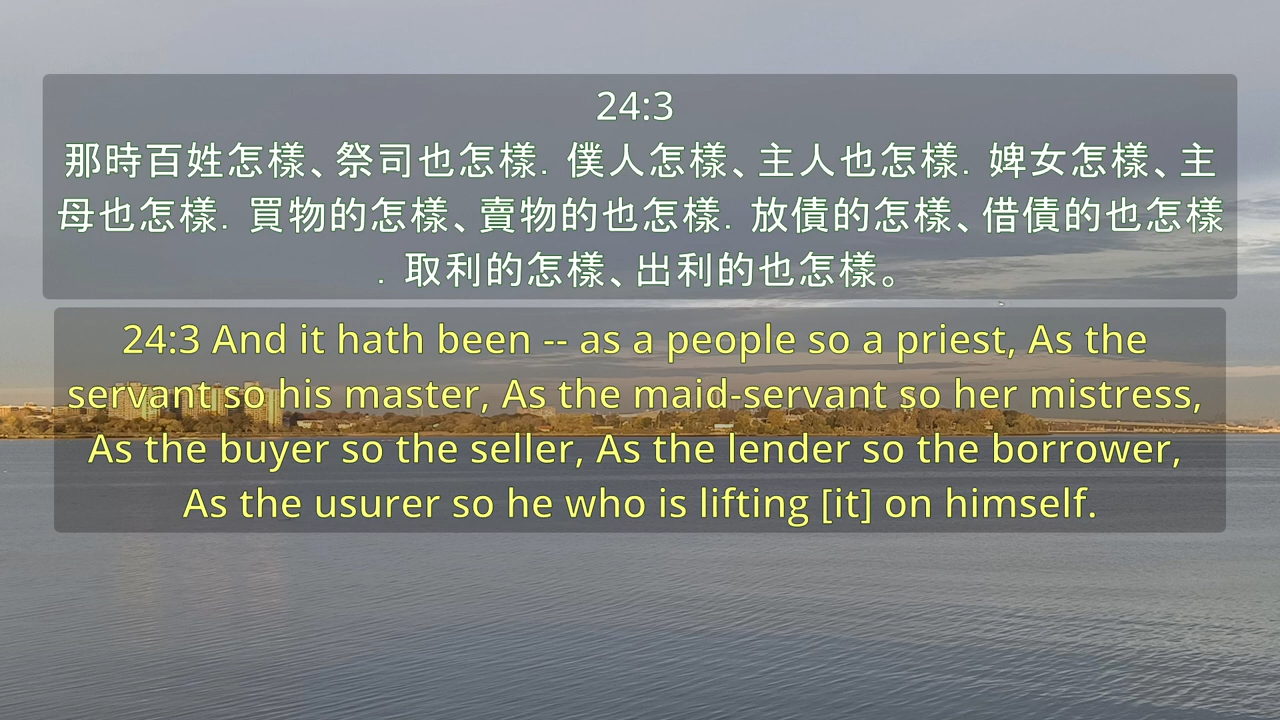 24:3
那時百姓怎樣、祭司也怎樣．僕人怎樣、主人也怎樣．婢女怎樣、主
母也怎樣．買物的怎樣、賣物的也怎樣．放債的怎樣、借債的也怎樣
．取利的怎樣、出利的也怎樣。
24:3 And it hath been -- as a people so a priest, As the
servant so his master, As the maid-servant so her mistress,
As the buyer so the seller, As the lender so the borrower,
As the usurer so he who is lifting [it] on himself.